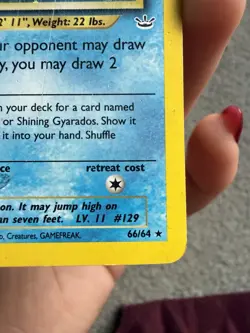 2' 11", Weight: 22 lbs.
ur opponent may draw
y, you may draw 2
your deck for a card named
or Shining Gyarados. Show it
it into your hand. Shuffle
ce retreat cost
on. It may jump high on
an seven feet. LV. 11 #129
o, Creatures, GAMEFREAK.
66/64 ★